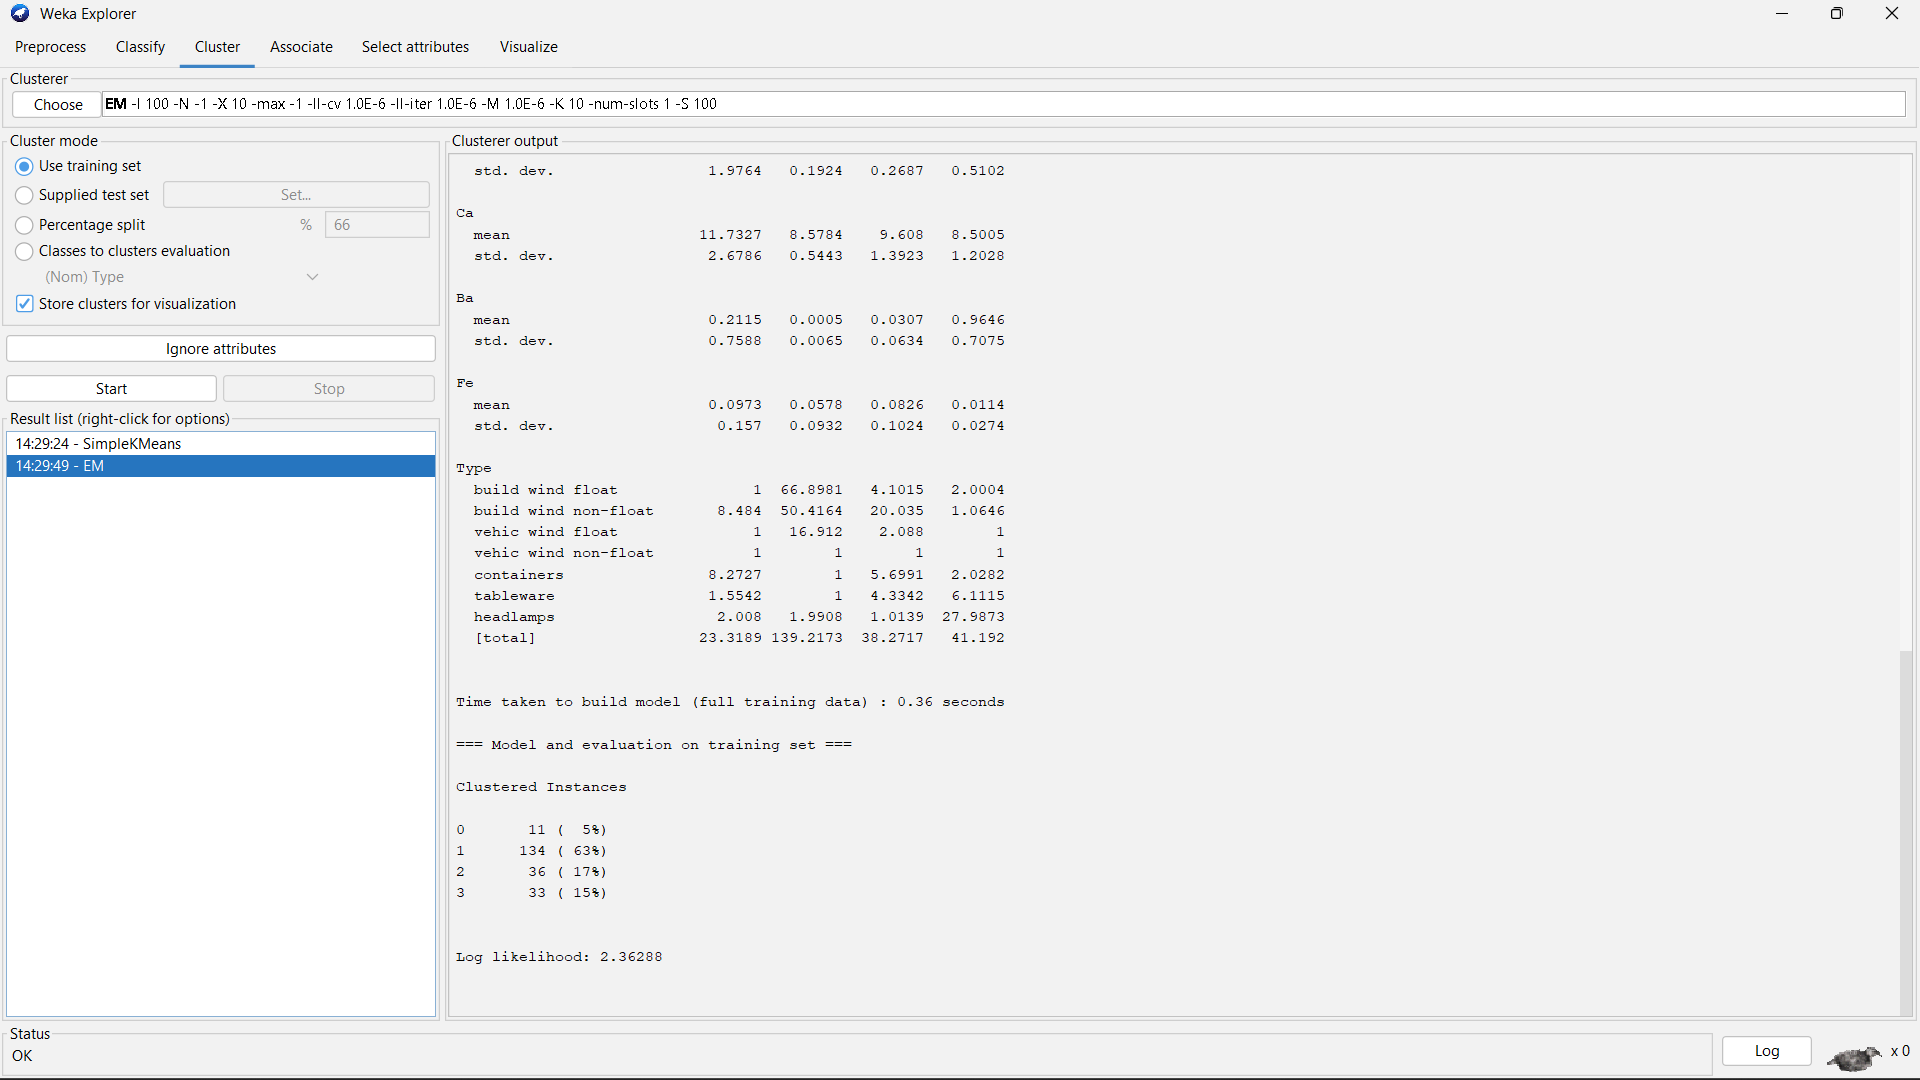 Weka Explorer
Preprocess Classify Cluster Associate Select attributes Visualize
Clusterer
Choose EM -I 100 -N -1 -X 10 -max -1 -ll-cv 1.0E-6 -ll-iter 1.0E-6 -M 1.0E-6 -K 10 -num-slots 1 -S 100
Cluster mode
Use training set
Supplied test set Set...
Percentage split % 66
Classes to clusters evaluation
(Nom) Type
Store clusters for visualization
Ignore attributes
Start Stop
Result list (right-click for options)
14:29:24 - SimpleKMeans
14:29:49 - EM
Clusterer output
std. dev. 1.9764 0.1924 0.2687 0.5102
Ca
mean 11.7327 8.5784 9.608 8.5005
std. dev. 2.6786 0.5443 1.3923 1.2028
Ba
mean 0.2115 0.0005 0.0307 0.9646
std. dev. 0.7588 0.0065 0.0634 0.7075
Fe
mean 0.0973 0.0578 0.0826 0.0114
std. dev. 0.157 0.0932 0.1024 0.0274
Type
build wind float 1 66.8981 4.1015 2.0004
build wind non-float 8.484 50.4164 20.035 1.0646
vehic wind float 1 16.912 2.088 1
vehic wind non-float 1 1 1 1
containers 8.2727 1 5.6991 2.0282
tableware 1.5542 1 4.3342 6.1115
headlamps 2.008 1.9908 1.0139 27.9873
[total] 23.3189 139.2173 38.2717 41.192
Time taken to build model (full training data) : 0.36 seconds
=== Model and evaluation on training set ===
Clustered Instances
0 11 ( 5%)
1 134 ( 63%)
2 36 ( 17%)
3 33 ( 15%)
Log likelihood: 2.36288
Status
OK
Log x 0